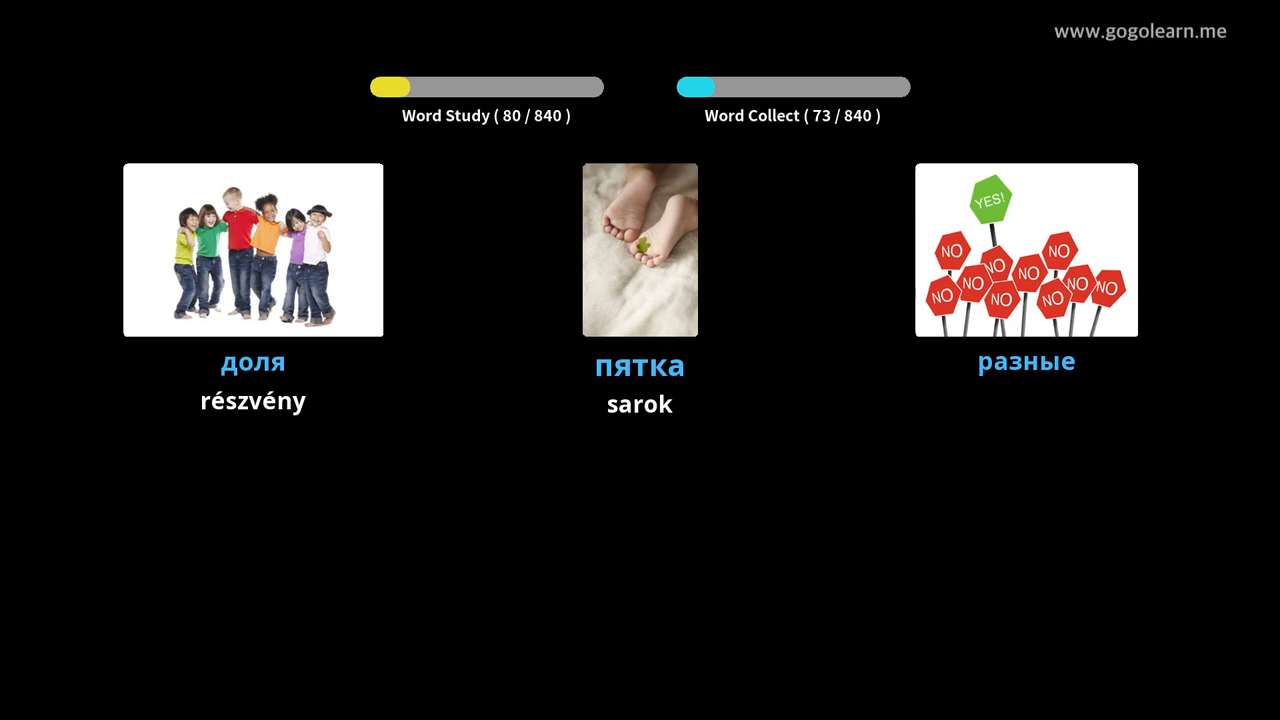 www.gogolearn.me
Word Study ( 80 / 840 )
Word Collect ( 73 / 840 )
YES!
NO
NO
NO
NO
NO
NO
NO
NO
NO
NO
доля
пятка
разные
részvény
sarok